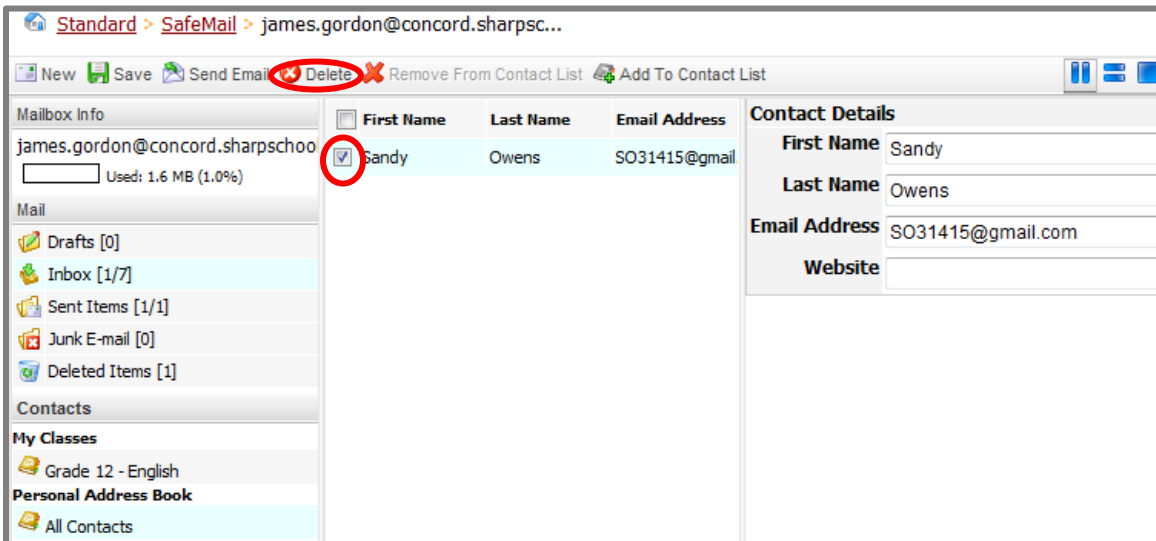 Standard > SafeMail > james.gordon@concord.sharpsc...
New Save Send Email Delete Remove From Contact List Add To Contact List
Mailbox Info
james.gordon@concord.sharpschoo
Used: 1.6 MB (1.0%)
Mail
Drafts [0]
Inbox [1/7]
Sent Items [1/1]
Junk E-mail [0]
Deleted Items [1]
Contacts
My Classes
Grade 12 - English
Personal Address Book
All Contacts
First Name Last Name Email Address
Sandy Owens SO31415@gmail.
Contact Details
First Name Sandy
Last Name Owens
Email Address SO31415@gmail.com
Website